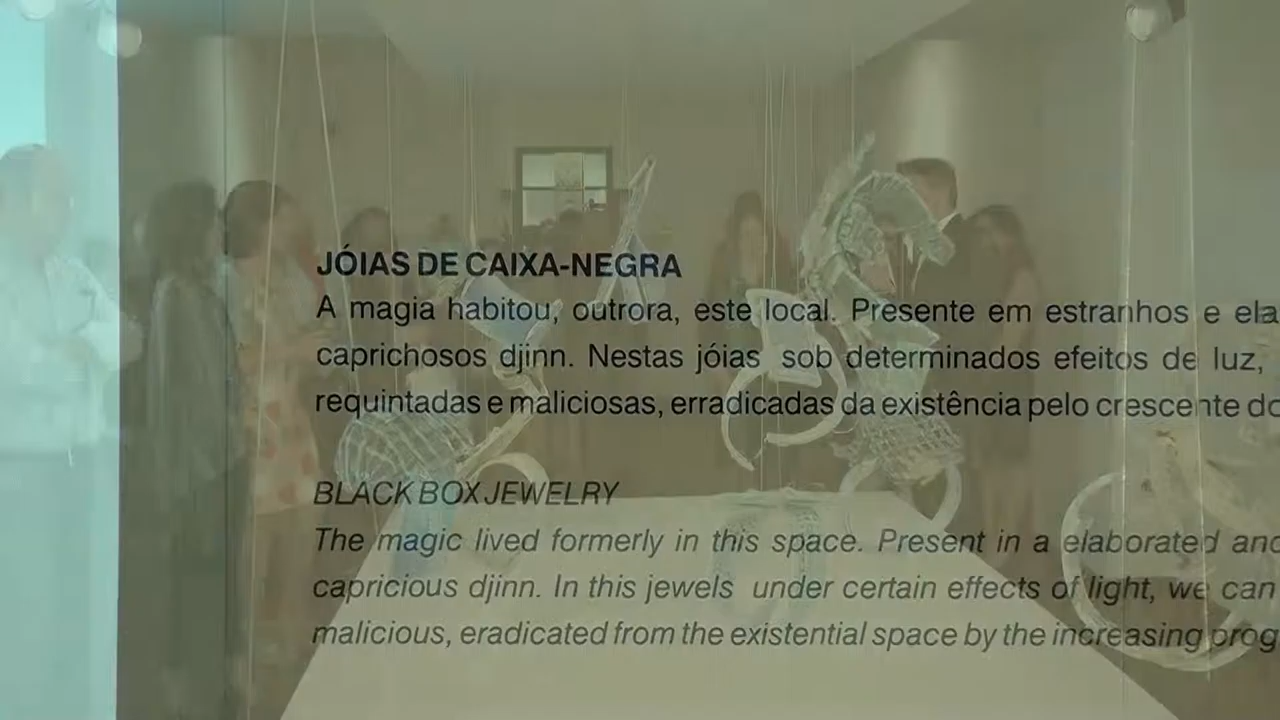 JÓIAS DE CAIXA-NEGRA
A magia habitou, outrora, este local. Presente em estranhos e
caprichosos djinn. Nestas jóias sob determinados efeitos de luz,
requintadas e maliciosas, erradicadas da existência pelo crescente
BLACK BOX JEWELRY
The magic lived formerly in this space. Present in a elaborated
capricious djinn. In this jewels under certain effects of light, we can
malicious, eradicated from the existential space by the increasing